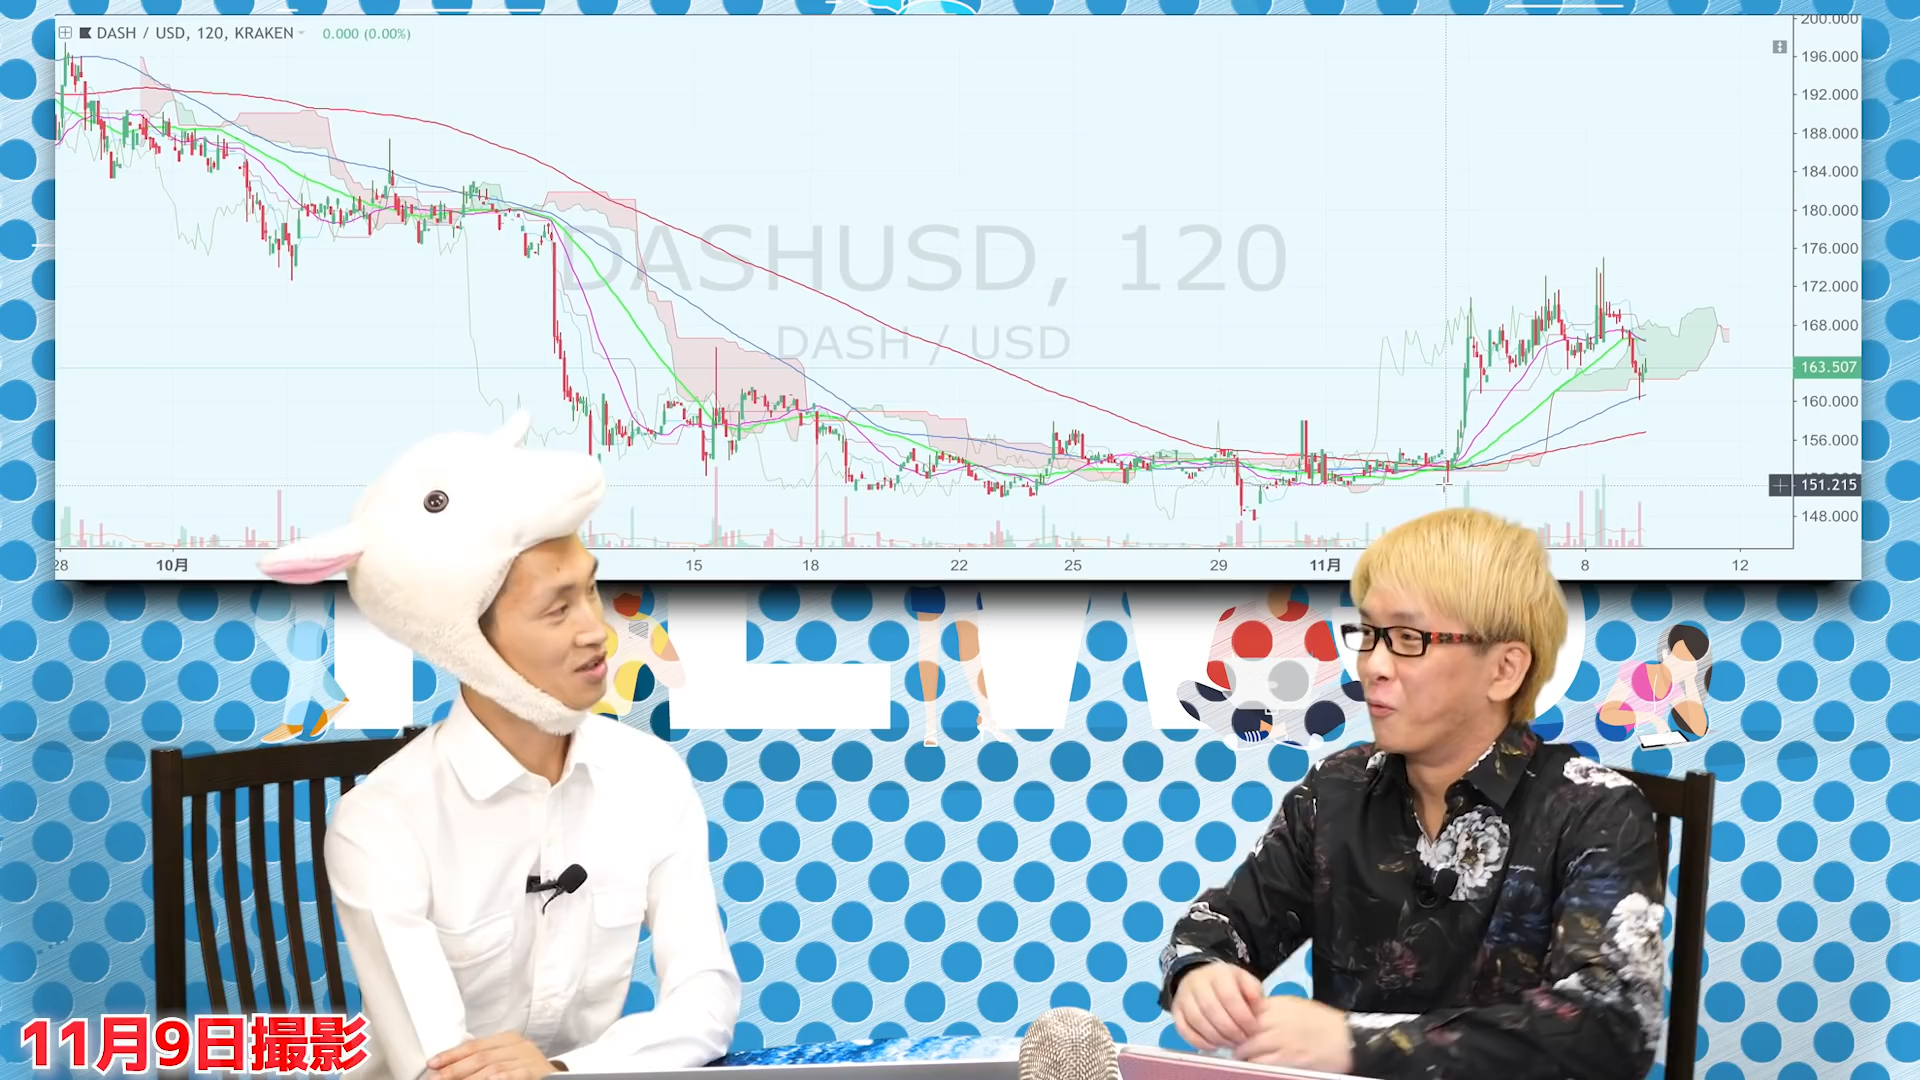 DASH / USD, 120, KRAKEN 0.000 (0.00%)
DASHUSD, 120
DASH / USD
200.000
196.000
192.000
188.000
184.000
180.000
176.000
172.000
168.000
163.507
160.000
156.000
151.215
148.000
28 10月 15 18 22 25 29 11月 8 12
11月9日撮影